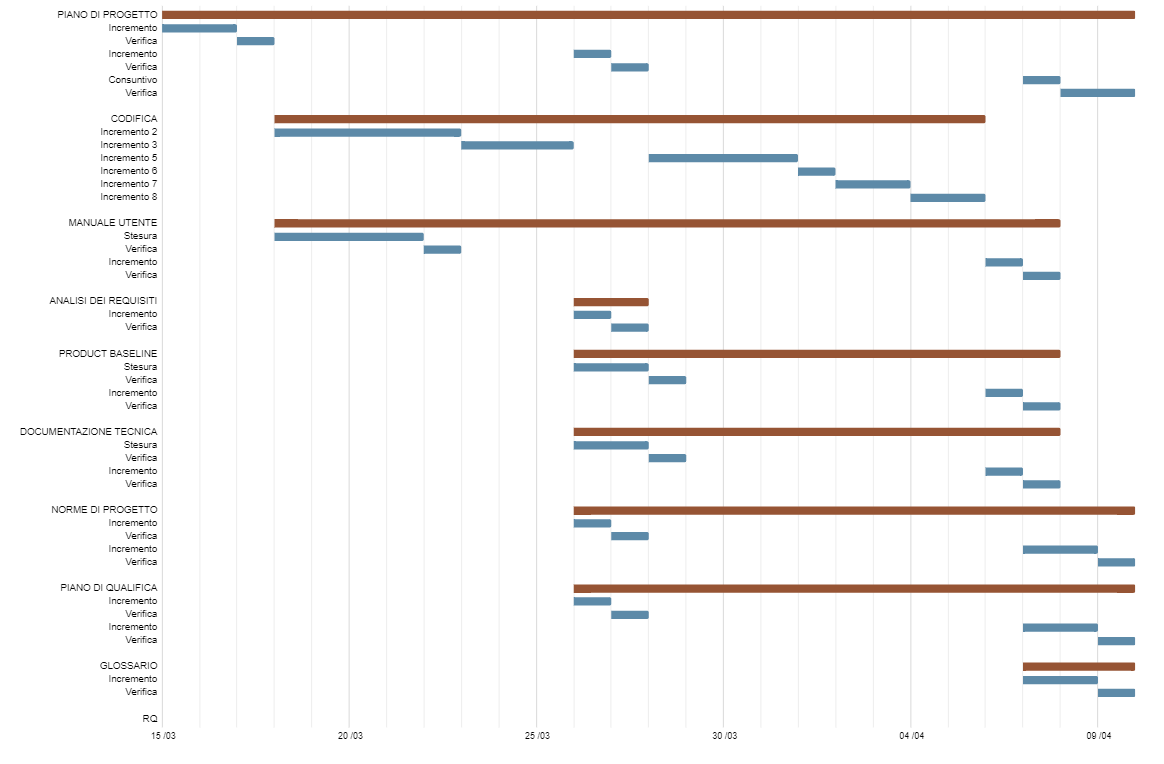 PIANO DI PROGETTO
Incremento
Verifica
Incremento
Verifica
Consuntivo
Verifica
CODIFICA
Incremento 2
Incremento 3
Incremento 5
Incremento 6
Incremento 7
Incremento 8
MANUALE UTENTE
Stesura
Verifica
Incremento
Verifica
ANALISI DEI REQUISITI
Incremento
Verifica
PRODUCT BASELINE
Stesura
Verifica
Incremento
Verifica
DOCUMENTAZIONE TECNICA
Stesura
Verifica
Incremento
Verifica
NORME DI PROGETTO
Incremento
Verifica
Incremento
Verifica
PIANO DI QUALIFICA
Incremento
Verifica
Incremento
Verifica
GLOSSARIO
Incremento
Verifica
RQ
15 /03 20 /03 25 /03 30 /03 04 /04 09 /04